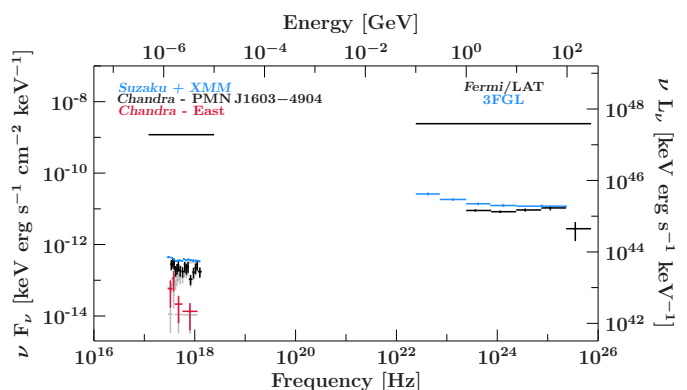 Energy [GeV]
10^−6 10^−4 10^−2 10^0 10^2
ν F_ν [keV erg s^−1 cm^−2 keV^−1]
10^−8
10^−10
10^−12
10^−14
Suzaku + XMM
Chandra - PMN J1603−4904
Chandra - East
Fermi/LAT
3FGL
10^48
10^46
10^44
10^42
ν L_ν [keV erg s^−1 keV^−1]
10^16 10^18 10^20 10^22 10^24 10^26
Frequency [Hz]